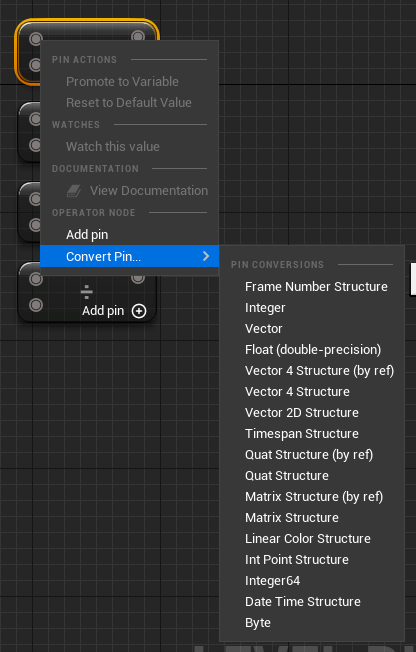 PIN ACTIONS
Promote to Variable
Reset to Default Value
WATCHES
Watch this value
DOCUMENTATION
View Documentation
OPERATOR NODE
Add pin
Convert Pin...
PIN CONVERSIONS
Frame Number Structure
Integer
Vector
Float (double-precision)
Vector 4 Structure (by ref)
Vector 4 Structure
Vector 2D Structure
Timespan Structure
Quat Structure (by ref)
Quat Structure
Matrix Structure (by ref)
Matrix Structure
Linear Color Structure
Int Point Structure
Integer64
Date Time Structure
Byte
÷
Add pin